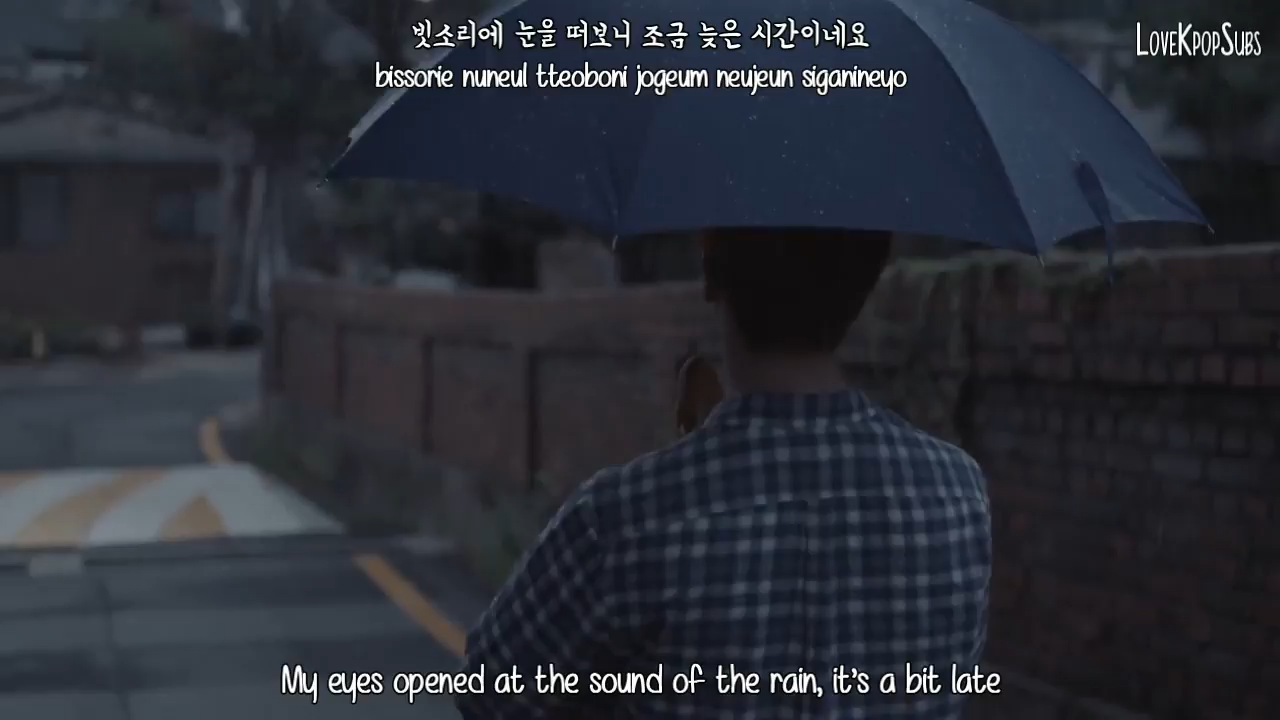 빗소리에 눈을 떠보니 조금 늦은 시간이네요
LoveKpopSubs
bissorie nuneul tteoboni jogeum neujeun siganineyo
My eyes opened at the sound of the rain, it's a bit late